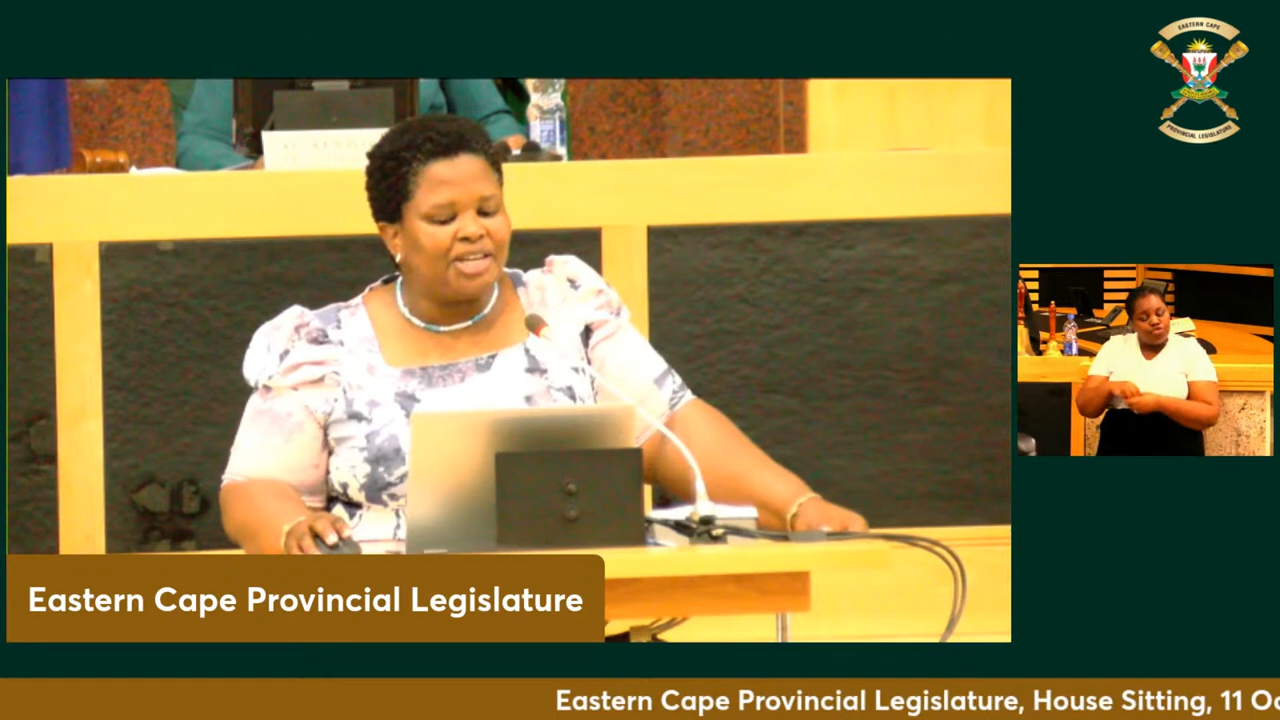 EASTERN CAPE
PROVINCIAL LEGISLATURE
Eastern Cape Provincial Legislature
Eastern Cape Provincial Legislature, House Sitting, 11 Oc